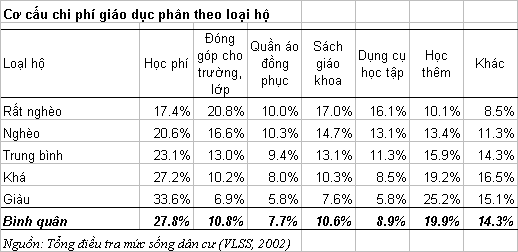 Cơ cấu chi phí giáo dục phân theo loại hộ
Loại hộ Học phí Đóng góp cho trường, lớp Quần áo đồng phục Sách giáo khoa Dụng cụ học tập Học thêm Khác
Rất nghèo 17.4% 20.8% 10.0% 17.0% 16.1% 10.1% 8.5%
Nghèo 20.6% 16.6% 10.3% 14.7% 13.1% 13.4% 11.3%
Trung bình 23.1% 13.0% 9.4% 13.1% 11.3% 15.9% 14.3%
Khá 27.2% 10.2% 8.0% 10.3% 8.5% 19.2% 16.5%
Giàu 33.6% 6.9% 5.8% 7.6% 5.8% 25.2% 15.1%
Bình quân 27.8% 10.8% 7.7% 10.6% 8.9% 19.9% 14.3%
Nguồn: Tổng điều tra mức sống dân cư (VLSS, 2002)